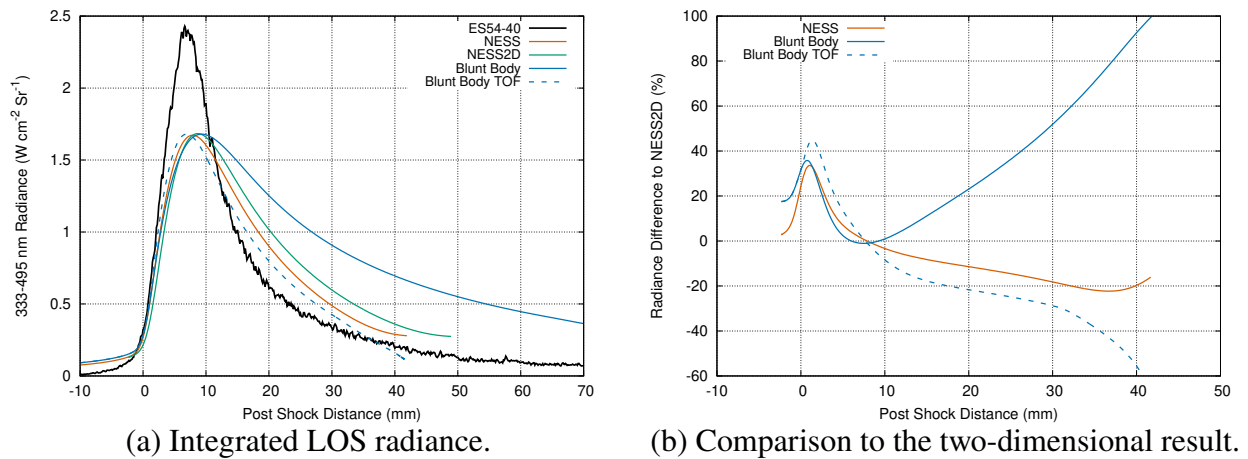 2.5
2
1.5
1
0.5
0
-10
0
10
20
30
40
50
60
70
333-495 nm Radiance (W cm-2 Sr-1)
Post Shock Distance (mm)
ES54-40
NESS
NESS2D
Blunt Body
Blunt Body TOF
(a) Integrated LOS radiance.
100
80
60
40
20
0
-20
-40
-60
-10
0
10
20
30
40
50
Radiance Difference to NESS2D (%)
Post Shock Distance (mm)
NESS
Blunt Body
Blunt Body TOF
(b) Comparison to the two-dimensional result.